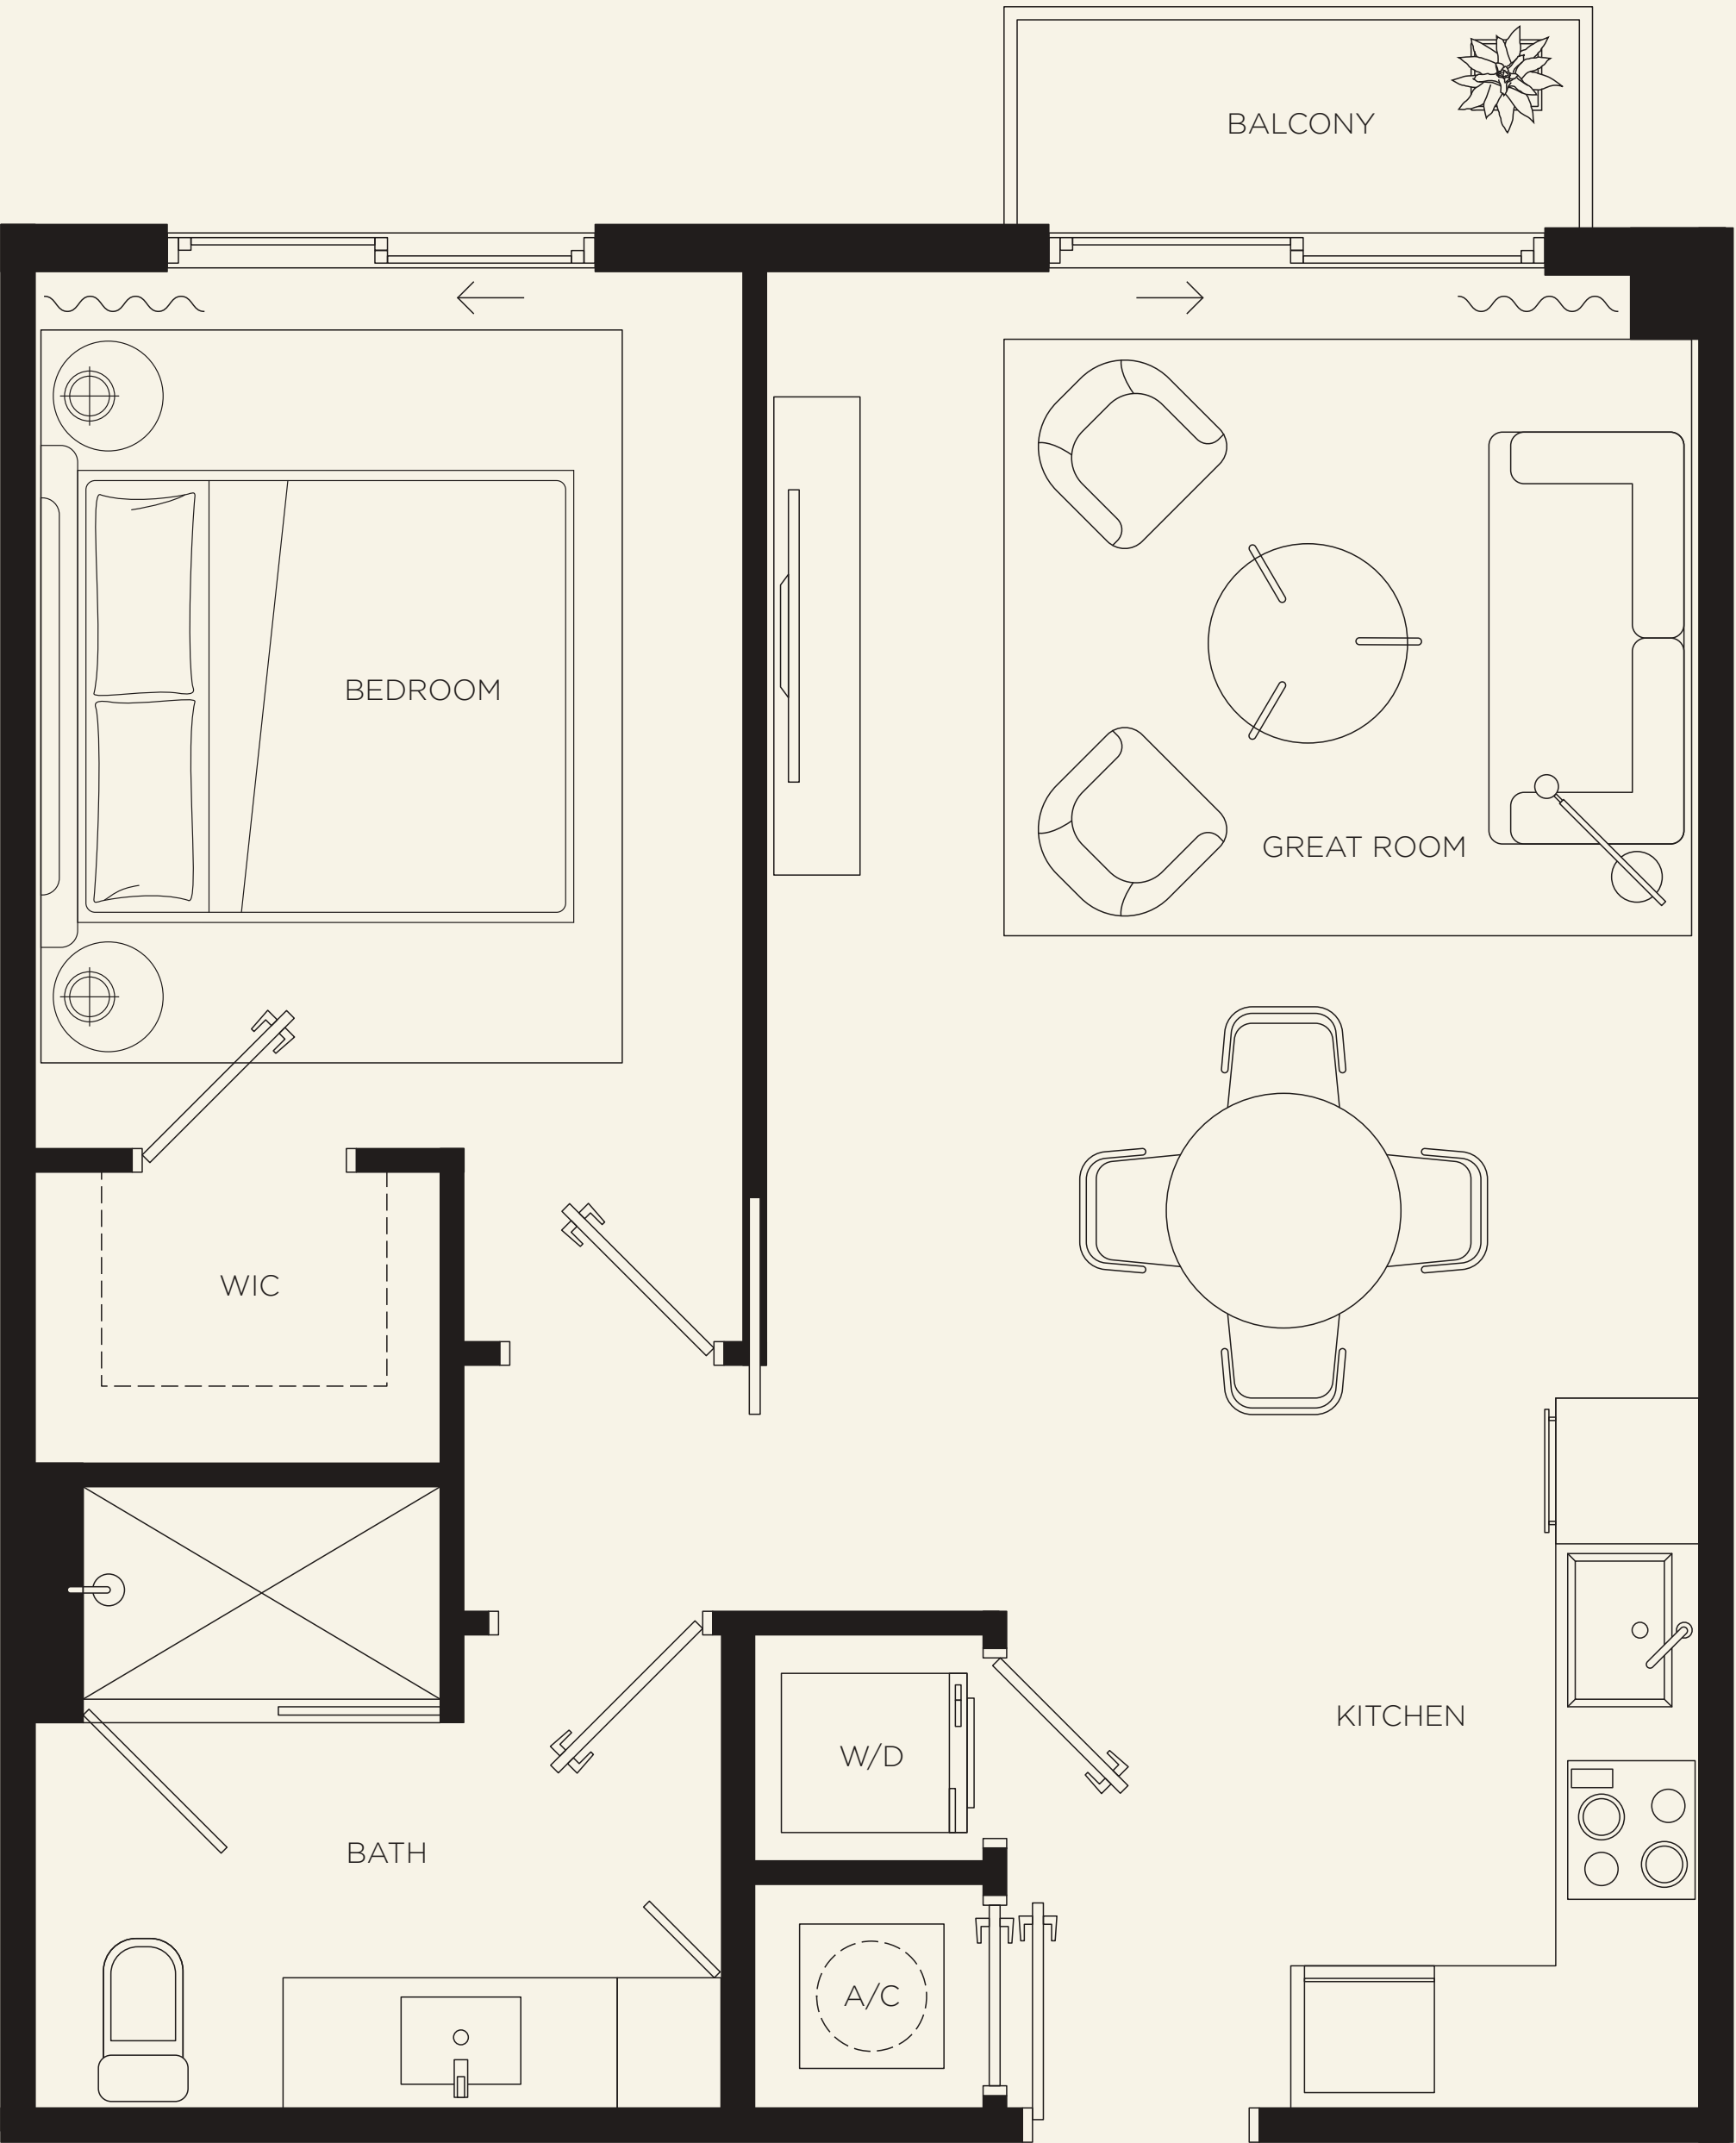 BALCONY
BEDROOM
GREAT ROOM
WIC
KITCHEN
W/D
BATH
A/C